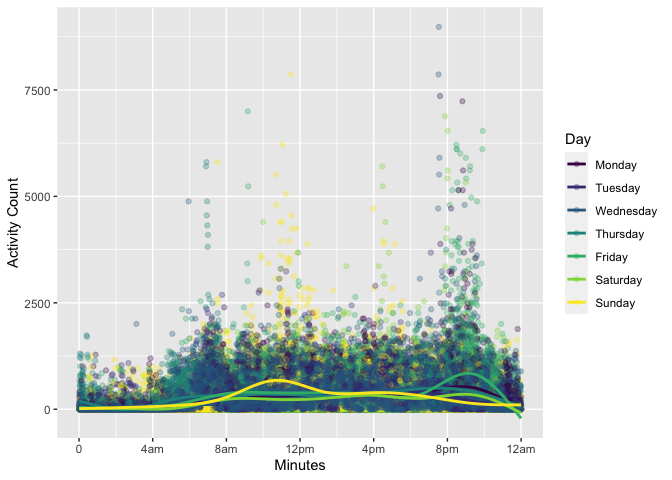 7500
5000
2500
0
Activity Count
0 4am 8am 12pm 4pm 8pm 12am
Minutes
Day
Monday
Tuesday
Wednesday
Thursday
Friday
Saturday
Sunday